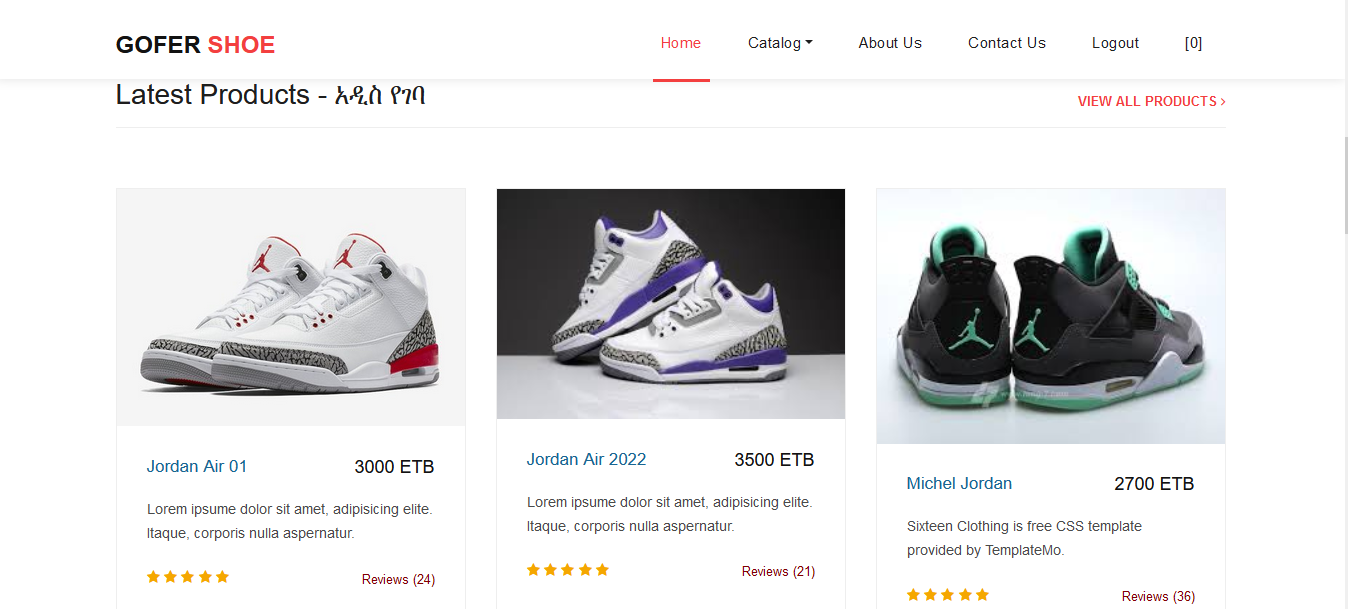 GOFER SHOE
Home
Catalog
About Us
Contact Us
Logout
[0]
Latest Products - አዲስ የገባ
VIEW ALL PRODUCTS
Jordan Air 01
3000 ETB
Lorem ipsume dolor sit amet, adipisicing elite.
Itaque, corporis nulla aspernatur.
Reviews (24)
Jordan Air 2022
3500 ETB
Lorem ipsume dolor sit amet, adipisicing elite.
Itaque, corporis nulla aspernatur.
Reviews (21)
Michel Jordan
2700 ETB
Sixteen Clothing is free CSS template
provided by TemplateMo.
Reviews (36)